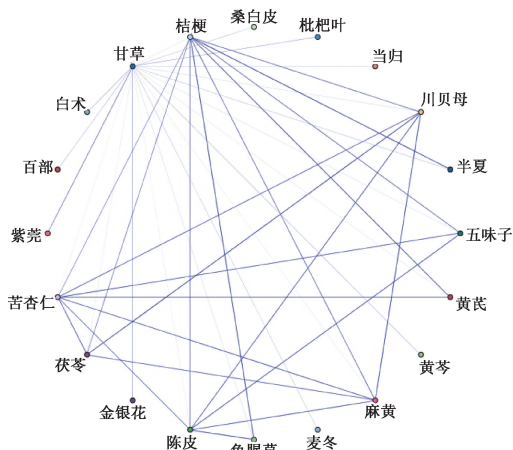 桑白皮
桔梗
枇杷叶
甘草
当归
川贝母
白术
百部
半夏
紫菀
五味子
苦杏仁
黄芪
茯苓
黄芩
金银花
麻黄
陈皮
麦冬